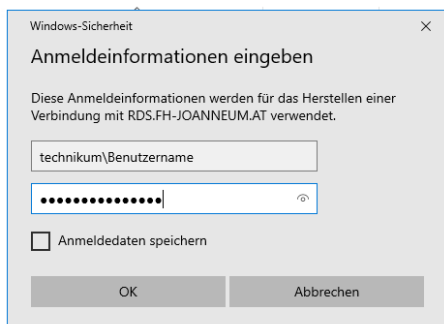 Windows-Sicherheit
Anmeldeinformationen eingeben
Diese Anmeldeinformationen werden für das Herstellen einer
Verbindung mit RDS.FH-JOANNEUM.AT verwendet.
technikum\Benutzername
●●●●●●●●●●●●●●●
Anmeldedaten speichern
OK
Abbrechen